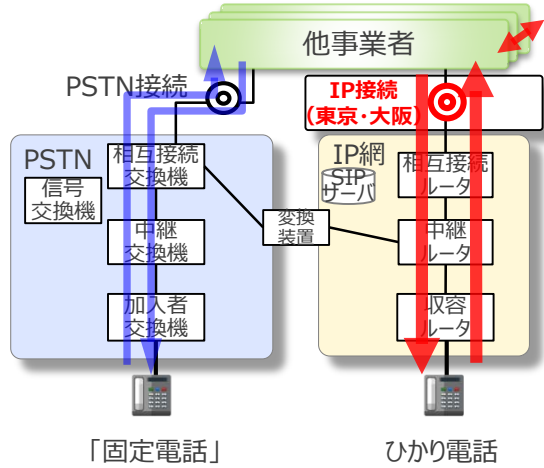 他事業者
PSTN接続
IP接続
(東京・大阪)
PSTN
信号
交換機
相互接続
交換機
中継
交換機
加入者
交換機
変換
装置
IP網
SIP
サーバ
相互接続
ルータ
中継
ルータ
収容
ルータ
「固定電話」
ひかり電話